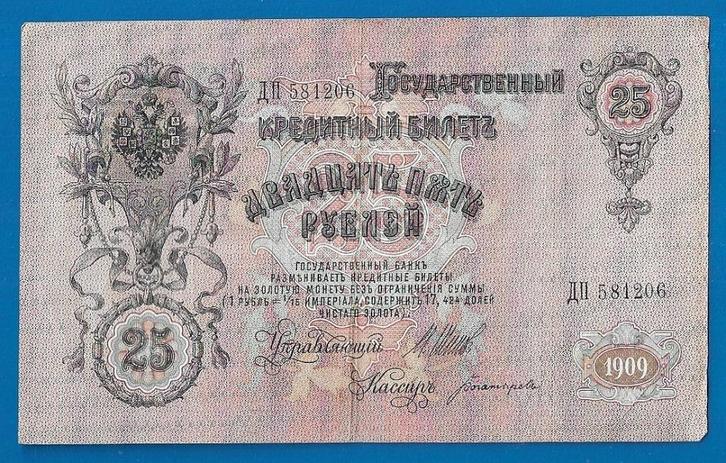 ДП 581206 Государственный
25
Кредитный Билетъ
Двадцать пять
рублей
25
Государственный Банкъ
размѣниваетъ кредитные билеты
на золотую монету безъ ограниченія суммы
(1 рубль = 1/15 имперіала, содержитъ 17,424 долей
чистаго золота).
ДП 581206
25
Управляющій
Кассиръ
1909